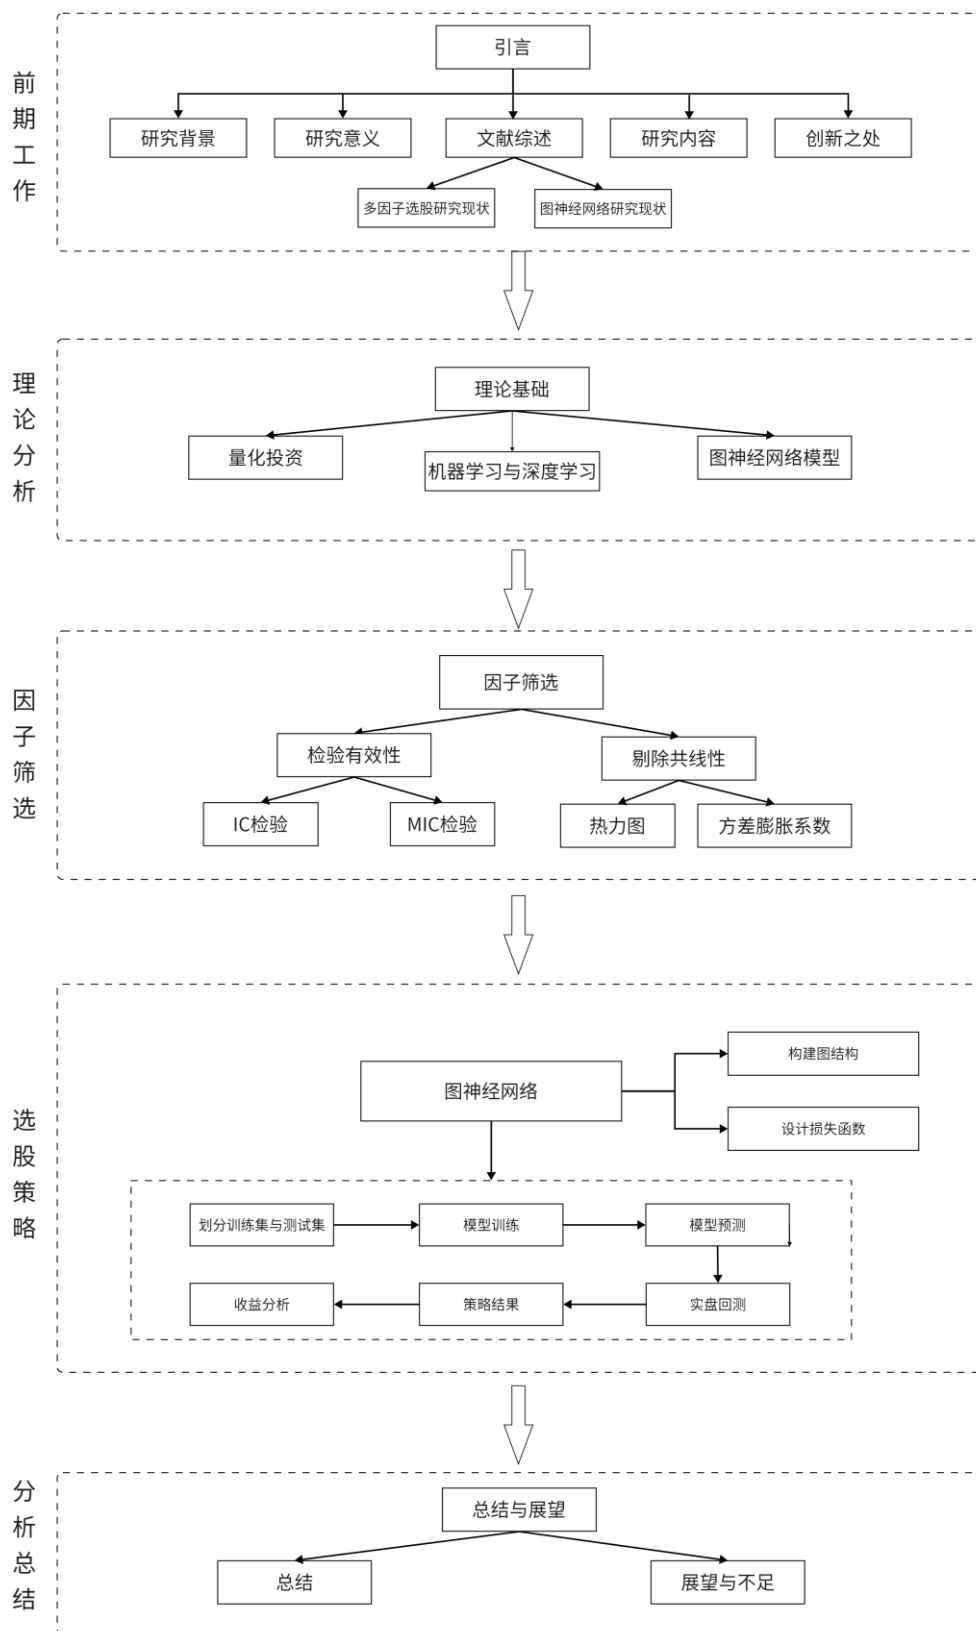 前期工作
引言
研究背景
研究意义
文献综述
研究内容
创新之处
多因子选股研究现状
图神经网络研究现状
理论分析
理论基础
量化投资
机器学习与深度学习
图神经网络模型
因子筛选
因子筛选
检验有效性
剔除共线性
IC检验
MIC检验
热力图
方差膨胀系数
选股策略
图神经网络
构建图结构
设计损失函数
划分训练集与测试集
模型训练
模型预测
收益分析
策略结果
实盘回测
分析总结
总结与展望
总结
展望与不足